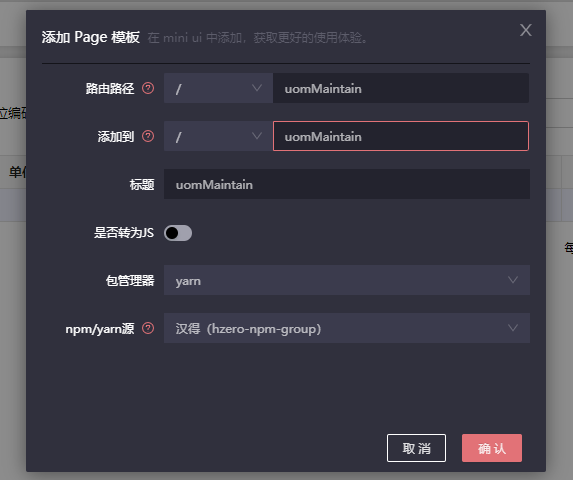 添加 Page 模板 在 mini ui 中添加，获取更好的使用体验。
路由路径 / uomMaintain
位编码
添加到 / uomMaintain
标题 uomMaintain
是否转为JS
包管理器 yarn
npm/yarn源 汉得（hzero-npm-group）
取 消 确 认